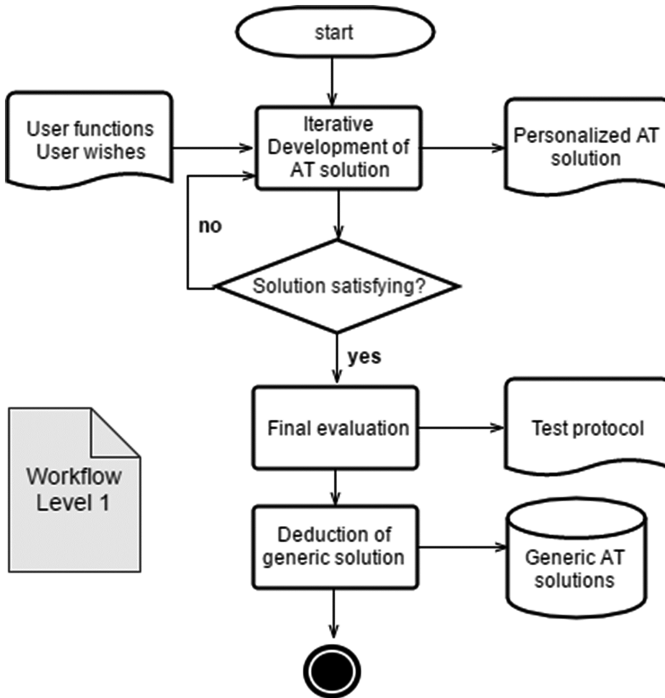 start
User functions
User wishes
Iterative
Development of
AT solution
Personalized AT
solution
no
Solution satisfying?
yes
Final evaluation
Test protocol
Workflow
Level 1
Deduction of
generic solution
Generic AT
solutions